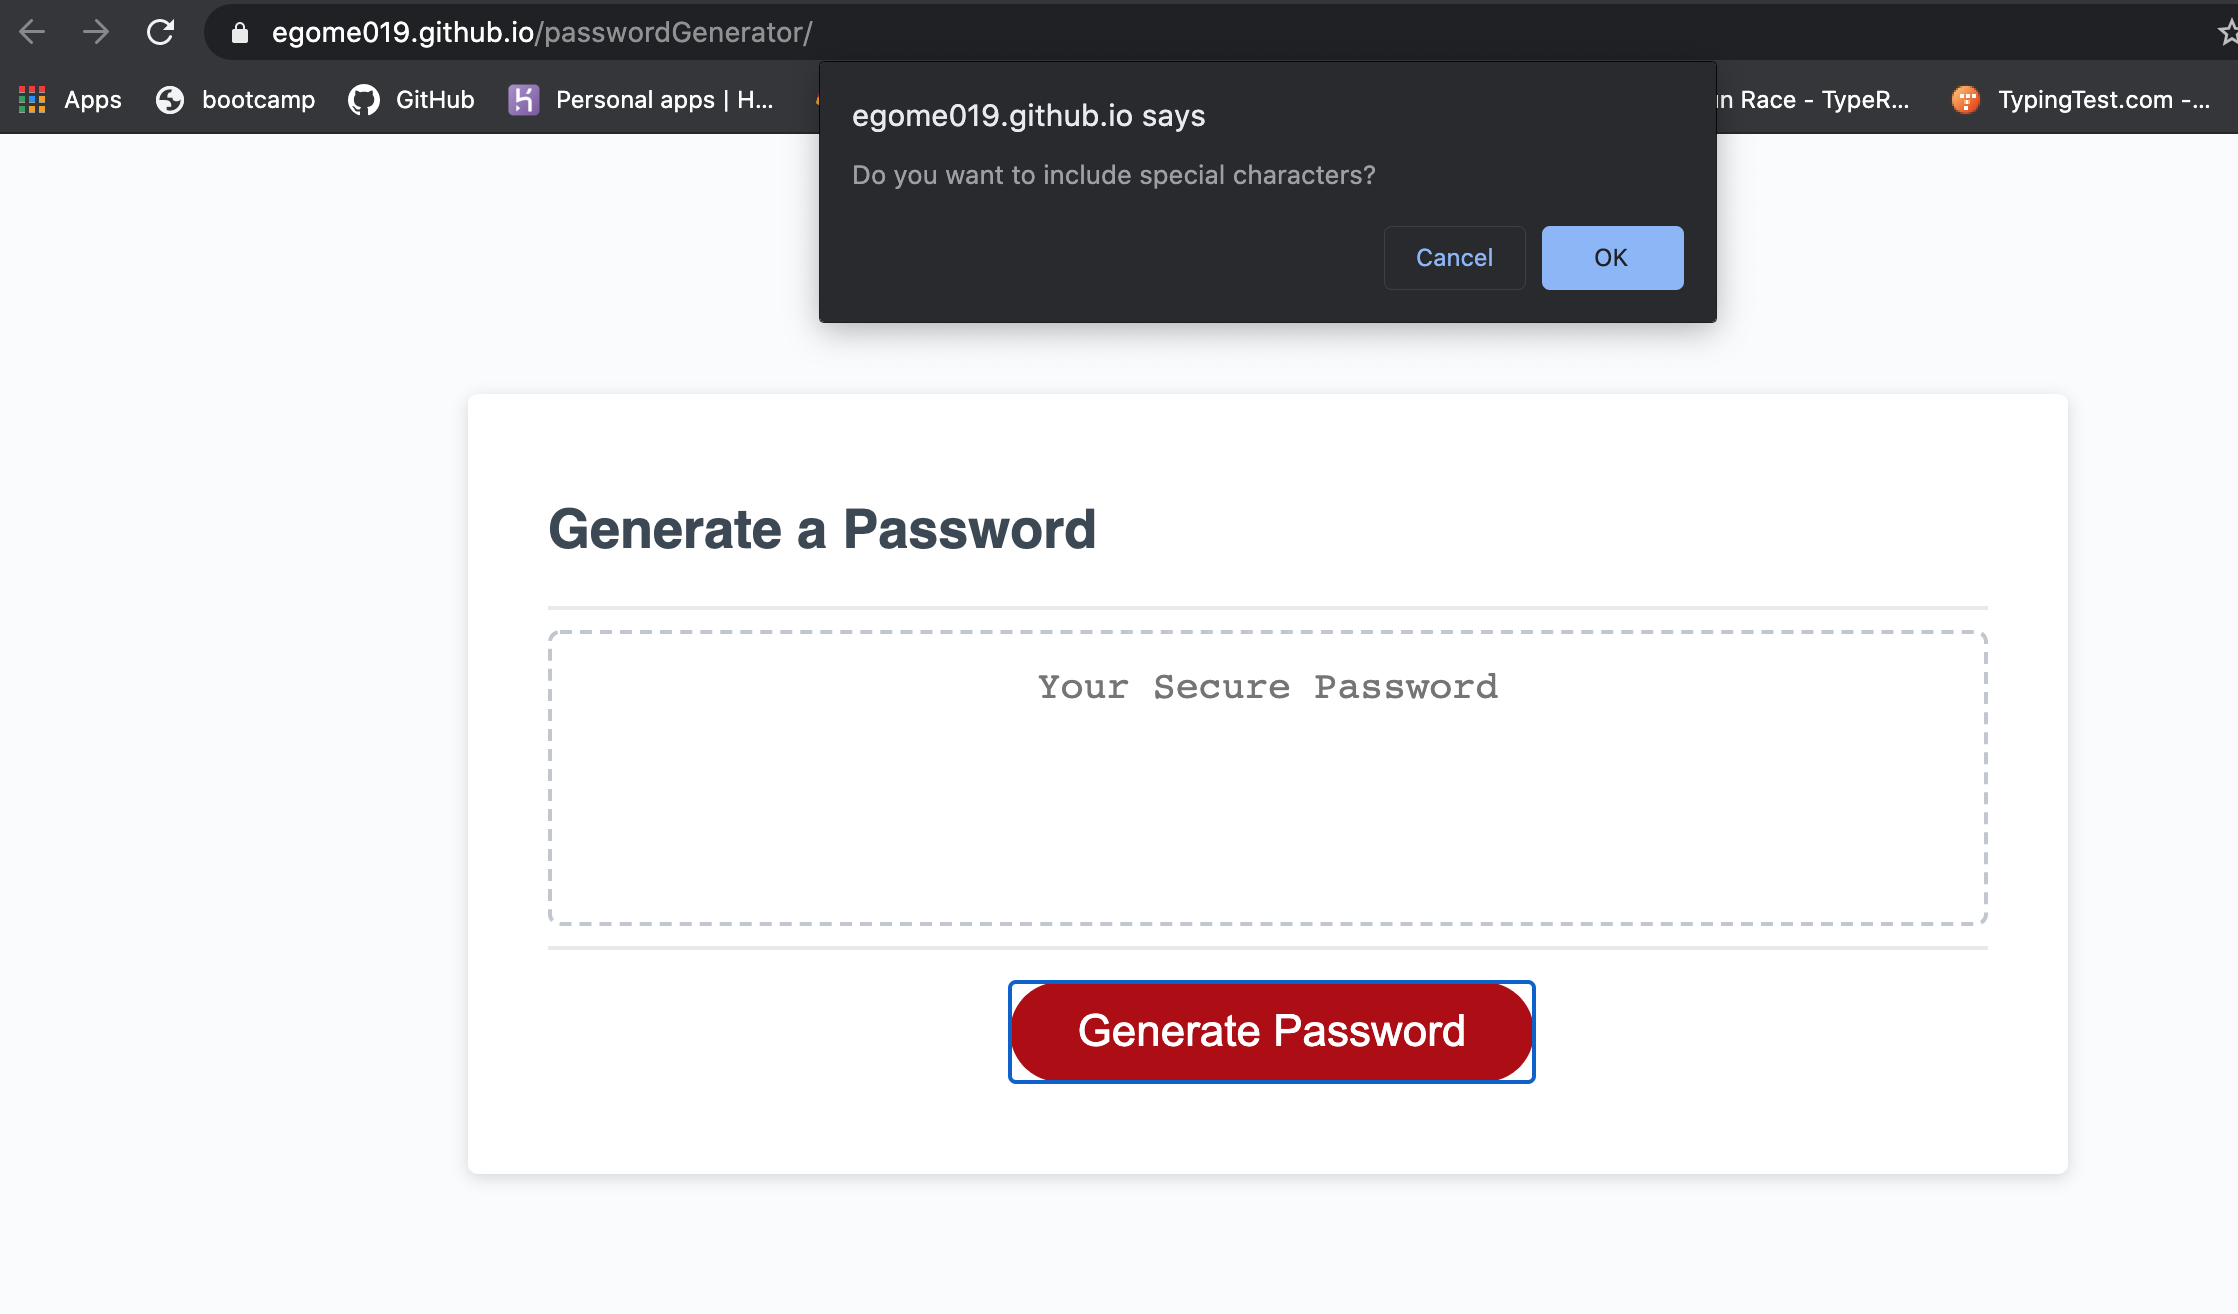 egome019.github.io/passwordGenerator/
Apps bootcamp GitHub Personal apps | H... Race - TypeR... TypingTest.com -...
egome019.github.io says
Do you want to include special characters?
Cancel OK
Generate a Password
Your Secure Password
Generate Password